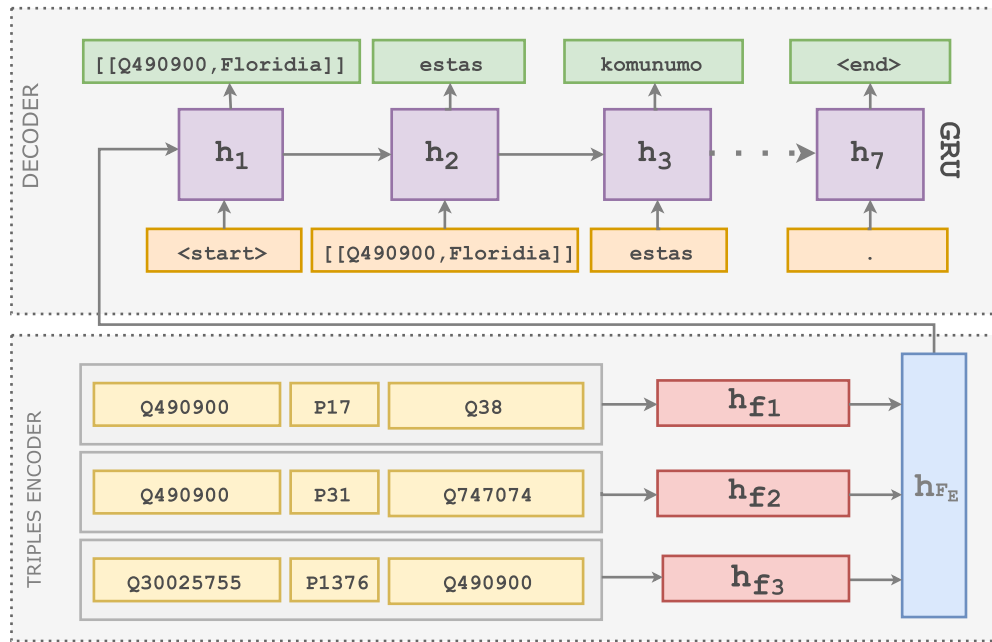 DECODER
[[Q490900,Floridia]]
estas
komunumo
<end>
h1
h2
h3
h7
GRU
<start>
[[Q490900,Floridia]]
estas
.
TRIPLES ENCODER
Q490900
P17
Q38
hf1
Q490900
P31
Q747074
hf2
hFE
Q30025755
P1376
Q490900
hf3